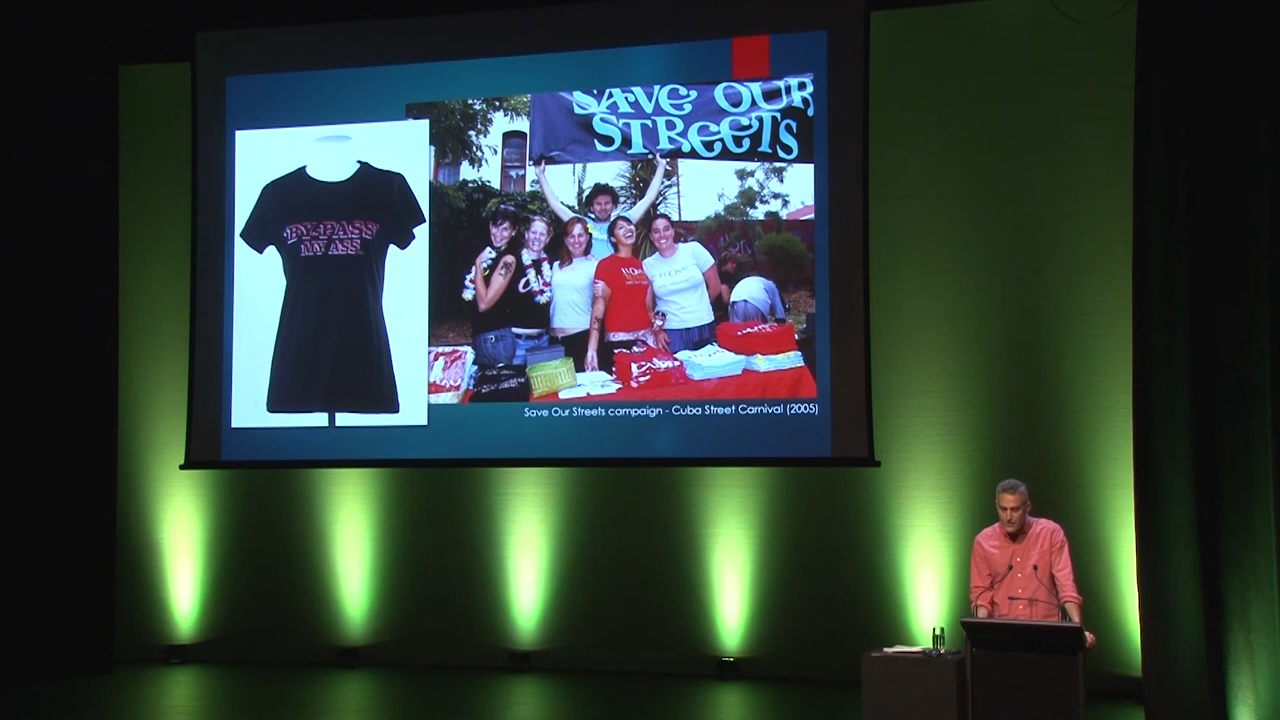 SAVE OUR
STREETS
BY-PASS
MY ASS.
Save Our Streets campaign - Cuba Street Carnival (2005)